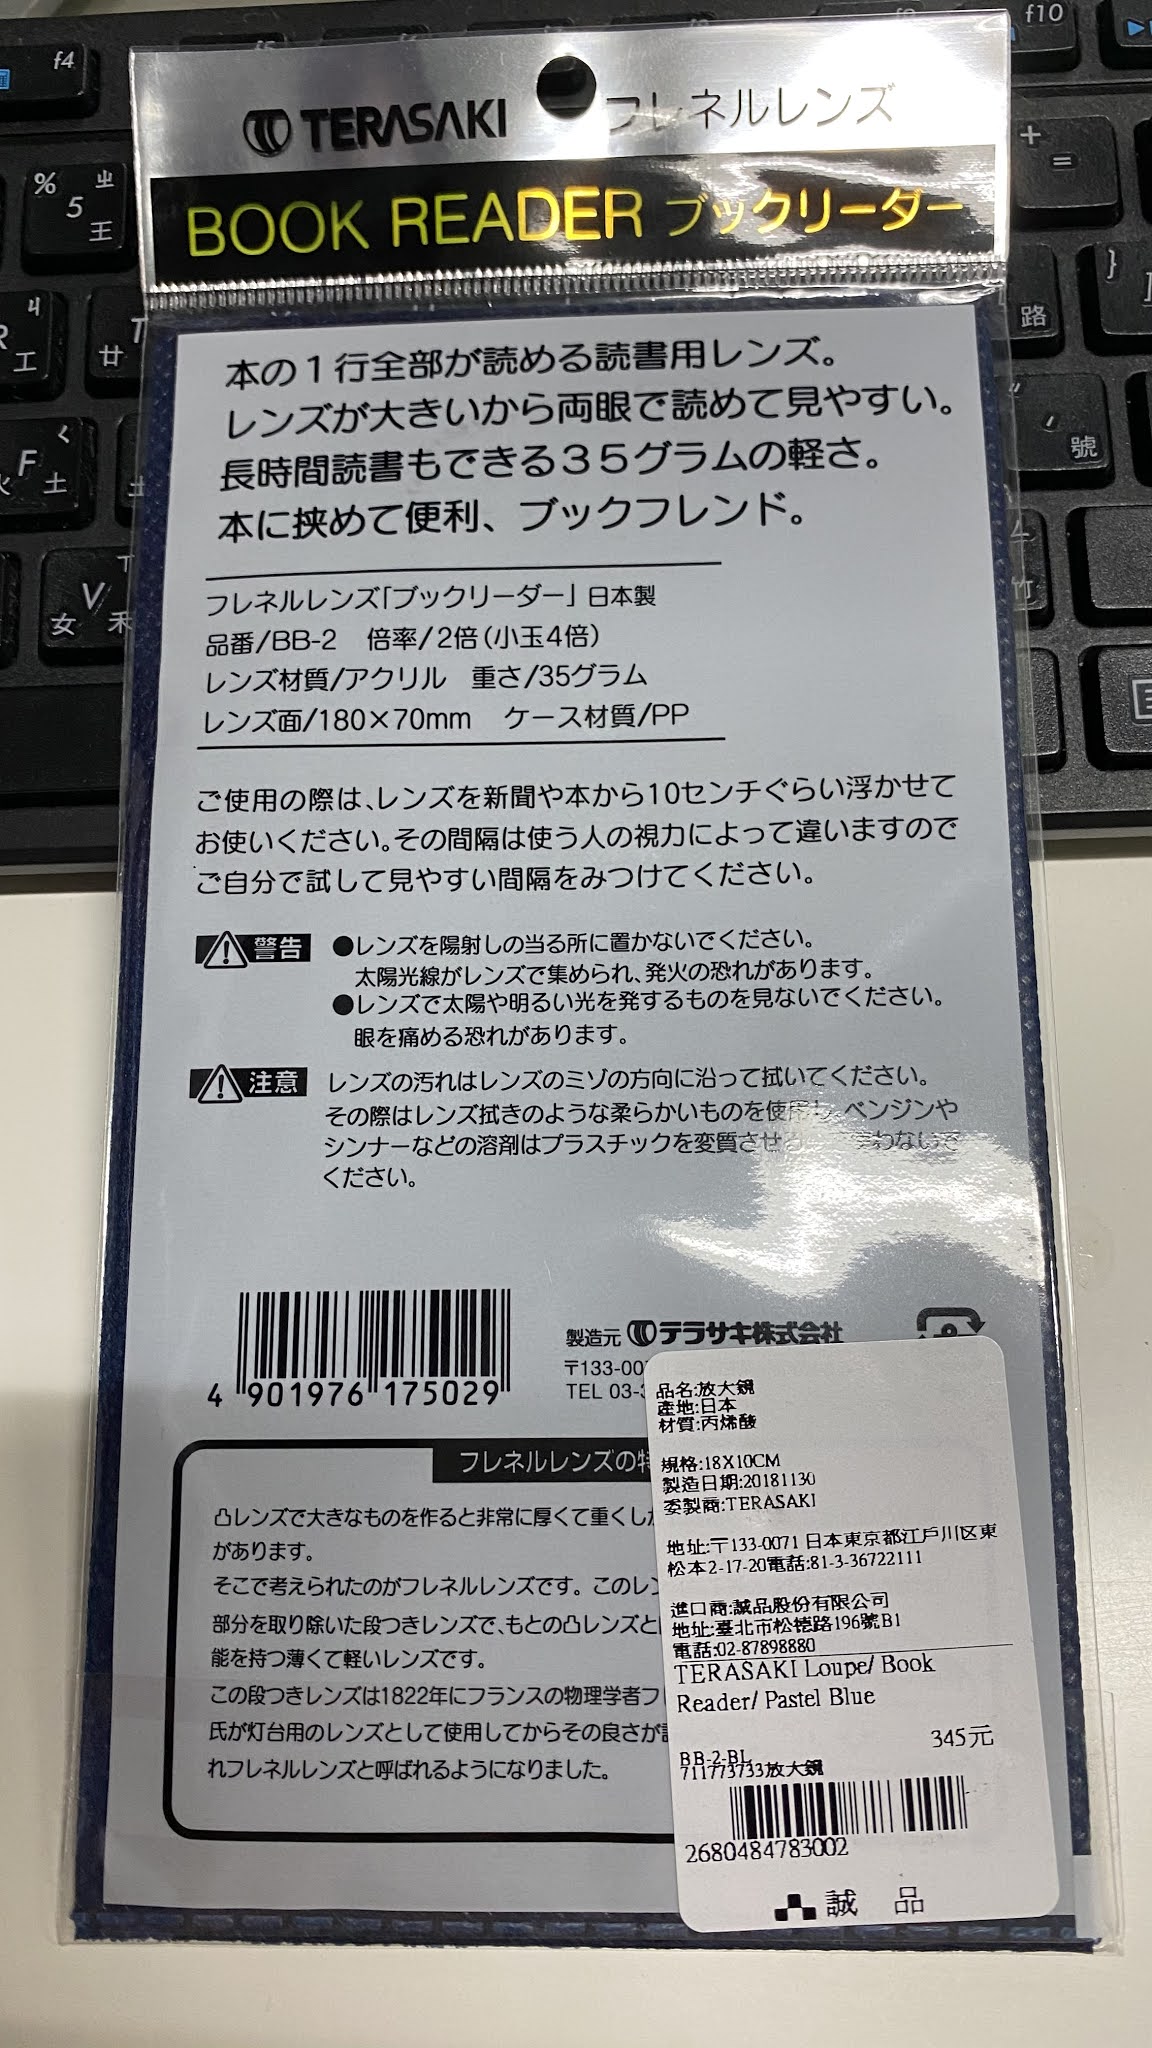 TERASAKI フレネルレンズ
BOOK READER ブックリーダー
本の1行全部が読める読書用レンズ。
レンズが大きいから両眼で読めて見やすい。
長時間読書もできる35グラムの軽さ。
本に挟めて便利、ブックフレンド。
フレネルレンズ「ブックリーダー」日本製
品番/BB-2 倍率/2倍(小玉4倍)
レンズ材質/アクリル 重さ/35グラム
レンズ面/180×70mm ケース材質/PP
ご使用の際は、レンズを新聞や本から10センチぐらい浮かせて
お使いください。その間隔は使う人の視力によって違いますので
ご自分で試して見やすい間隔をみつけてください。
警告 ●レンズを陽射しの当る所に置かないでください。
太陽光線がレンズで集められ、発火の恐れがあります。
●レンズで太陽や明るい光を発するものを見ないでください。
眼を痛める恐れがあります。
注意 レンズの汚れはレンズのミゾの方向に沿って拭いてください。
その際はレンズ拭きのような柔らかいものを使用し、ベンジンや
シンナーなどの溶剤はプラスチックを変質させる わないで
ください。
4 901976 175029
製造元 テラサキ株式会社
〒133-00
TEL 03-3
フレネルレンズの特
凸レンズで大きなものを作ると非常に厚くて重くした
があります。
そこで考えられたのがフレネルレンズです。このレン
部分を取り除いた段つきレンズで、もとの凸レンズと
能を持つ薄くて軽いレンズです。
この段つきレンズは1822年にフランスの物理学者フ
氏が灯台用のレンズとして使用してからその良さが
れフレネルレンズと呼ばれるようになりました。
品名:放大鏡
產地:日本
材質:丙烯酸
規格:18X10CM
製造日期:20181130
委製商:TERASAKI
地址:〒133-0071 日本東京都江戶川区東
松本2-17-20電話:81-3-36722111
進口商:誠品股份有限公司
地址:臺北市松德路196號B1
電話:02-87898880
TERASAKI Loupe/ Book
Reader/ Pastel Blue
345元
BB-2-BL
711773733放大鏡
2680484783002
誠 品
f4
f10
% 5 ㄓ 王
+ =
R ㄐ 工
T 廿
路
}
F ㄑ 土
號
V 女
禾
竹